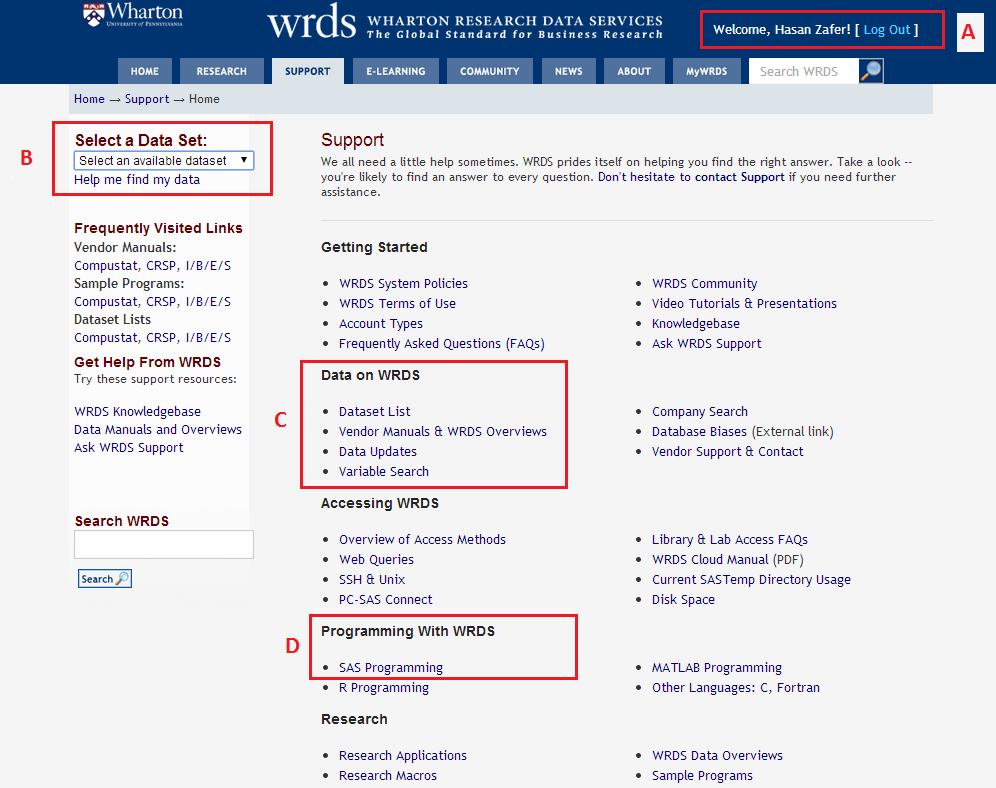 Wharton
UNIVERSITY of PENNSYLVANIA
wrds WHARTON RESEARCH DATA SERVICES
The Global Standard for Business Research
Welcome, Hasan Zafer! [ Log Out ]
A
HOME RESEARCH SUPPORT E-LEARNING COMMUNITY NEWS ABOUT MyWRDS Search WRDS
Home → Support → Home
B
Select a Data Set:
Select an available dataset ▼
Help me find my data
Frequently Visited Links
Vendor Manuals:
Compustat, CRSP, I/B/E/S
Sample Programs:
Compustat, CRSP, I/B/E/S
Dataset Lists
Compustat, CRSP, I/B/E/S
Get Help From WRDS
Try these support resources:
WRDS Knowledgebase
Data Manuals and Overviews
Ask WRDS Support
Search WRDS
Search
Support
We all need a little help sometimes. WRDS prides itself on helping you find the right answer. Take a look --
you're likely to find an answer to every question. Don't hesitate to contact Support if you need further
assistance.
Getting Started
• WRDS System Policies
• WRDS Terms of Use
• Account Types
• Frequently Asked Questions (FAQs)
• WRDS Community
• Video Tutorials & Presentations
• Knowledgebase
• Ask WRDS Support
C
Data on WRDS
• Dataset List
• Vendor Manuals & WRDS Overviews
• Data Updates
• Variable Search
• Company Search
• Database Biases (External link)
• Vendor Support & Contact
Accessing WRDS
• Overview of Access Methods
• Web Queries
• SSH & Unix
• PC-SAS Connect
• Library & Lab Access FAQs
• WRDS Cloud Manual (PDF)
• Current SASTemp Directory Usage
• Disk Space
D
Programming With WRDS
• SAS Programming
• R Programming
• MATLAB Programming
• Other Languages: C, Fortran
Research
• Research Applications
• Research Macros
• WRDS Data Overviews
• Sample Programs